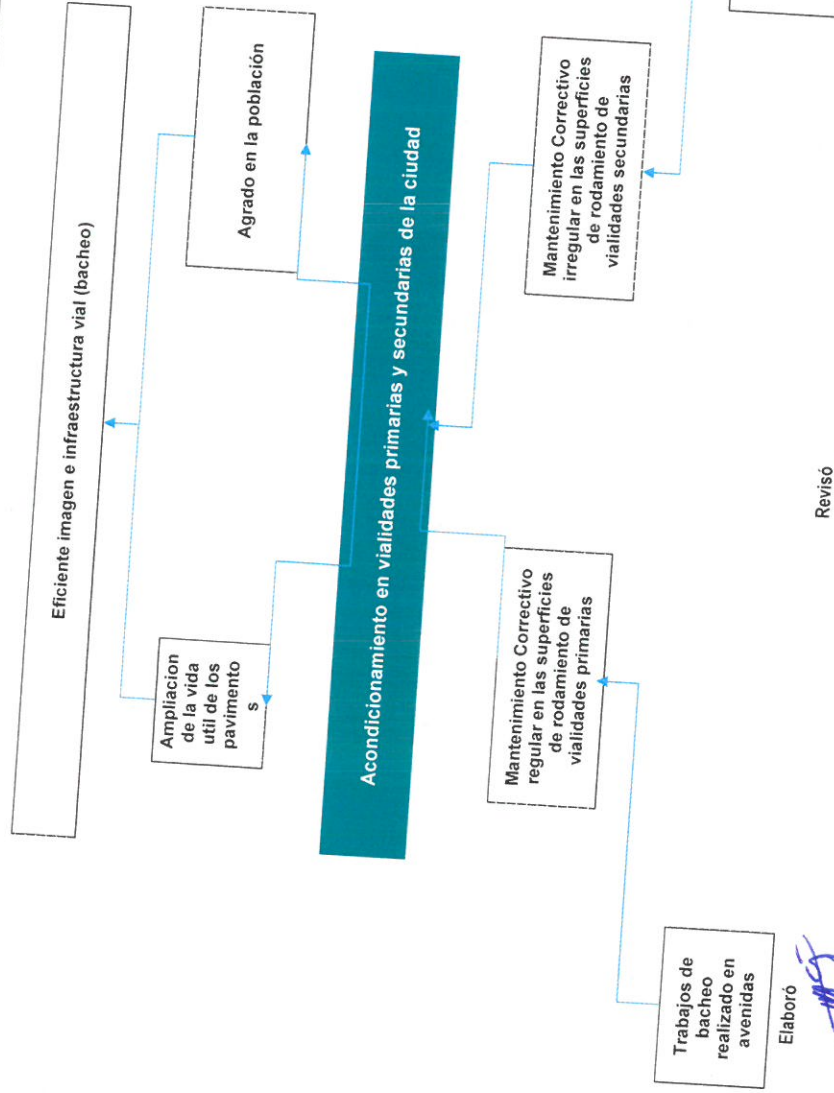 Eficiente imagen e infraestructura vial (bacheo)
Ampliacion
de la vida
util de los
pavimento
s
Agrado en la población
Acondicionamiento en vialidades primarias y secundarias de la ciudad
Mantenimiento Correctivo
regular en las superficies
de rodamiento de
vialidades primarias
Mantenimiento Correctivo
irregular en las superficies
de rodamiento de
vialidades secundarias
Trabajos de
bacheo
realizado en
avenidas
Elaboró
Revisó